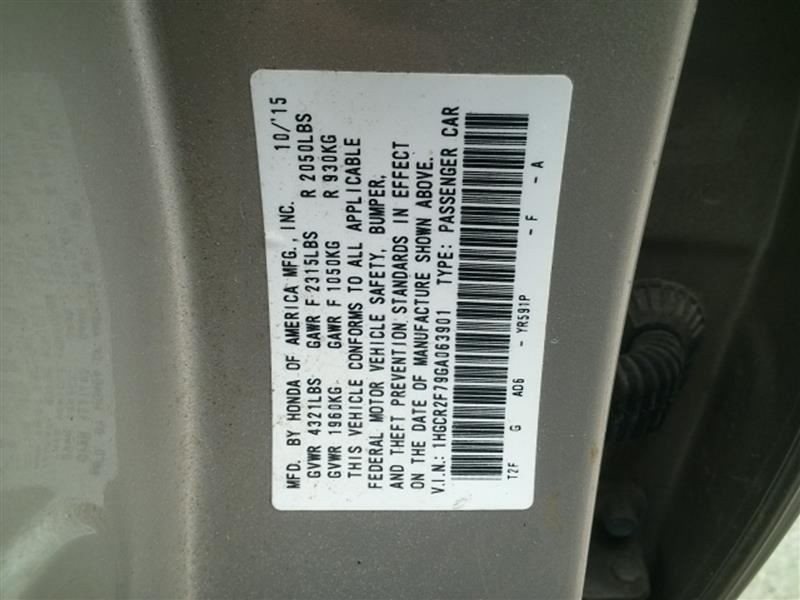 MFD. BY HONDA OF AMERICA MFG., INC. 10/'15
GVWR 4321LBS GAWR F 2315LBS R 2050LBS
GVWR 1960KG GAWR F 1050KG R 930KG
THIS VEHICLE CONFORMS TO ALL APPLICABLE
FEDERAL MOTOR VEHICLE SAFETY, BUMPER,
AND THEFT PREVENTION STANDARDS IN EFFECT
ON THE DATE OF MANUFACTURE SHOWN ABOVE.
V.I.N.: 1HGCR2F79GA063901 TYPE: PASSENGER CAR
T2F G AD6 - YR591P - F - A